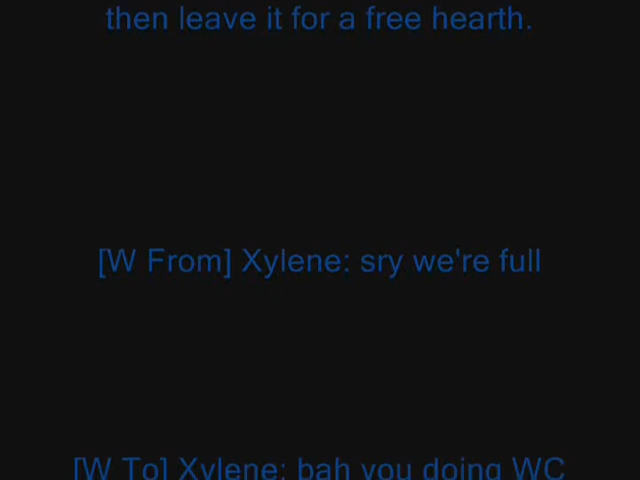 then leave it for a free hearth.
[W From] Xylene: sry we're full
[W To] Xylene: bah you doing WC